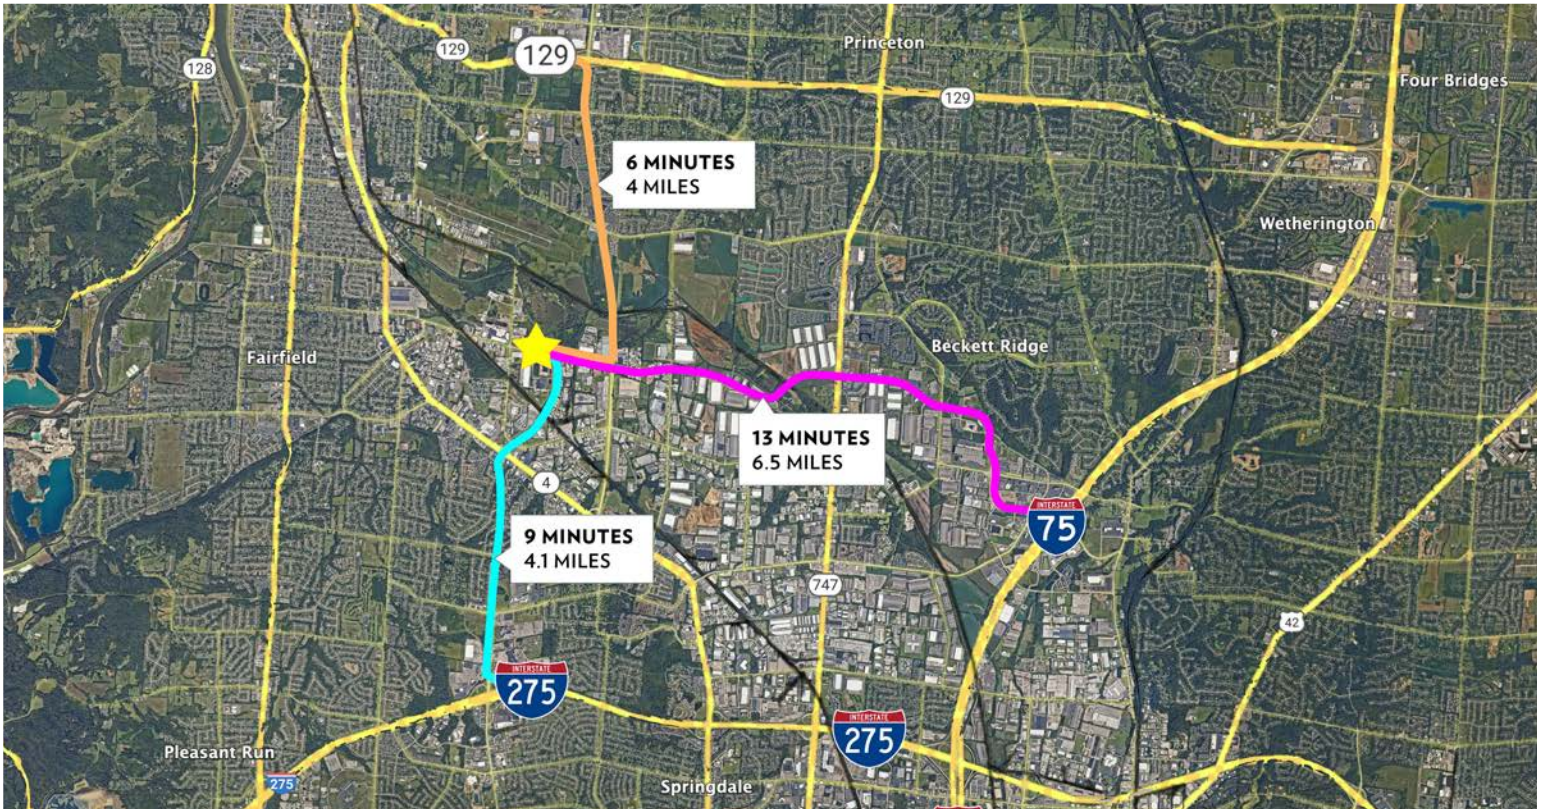 Princeton
129
129
128
Four Bridges
129
6 MINUTES
4 MILES
Wetherington
Beckett Ridge
Fairfield
13 MINUTES
6.5 MILES
4
INTERSTATE
75
9 MINUTES
4.1 MILES
747
42
INTERSTATE
275
INTERSTATE
275
Pleasant Run
275
Springdale